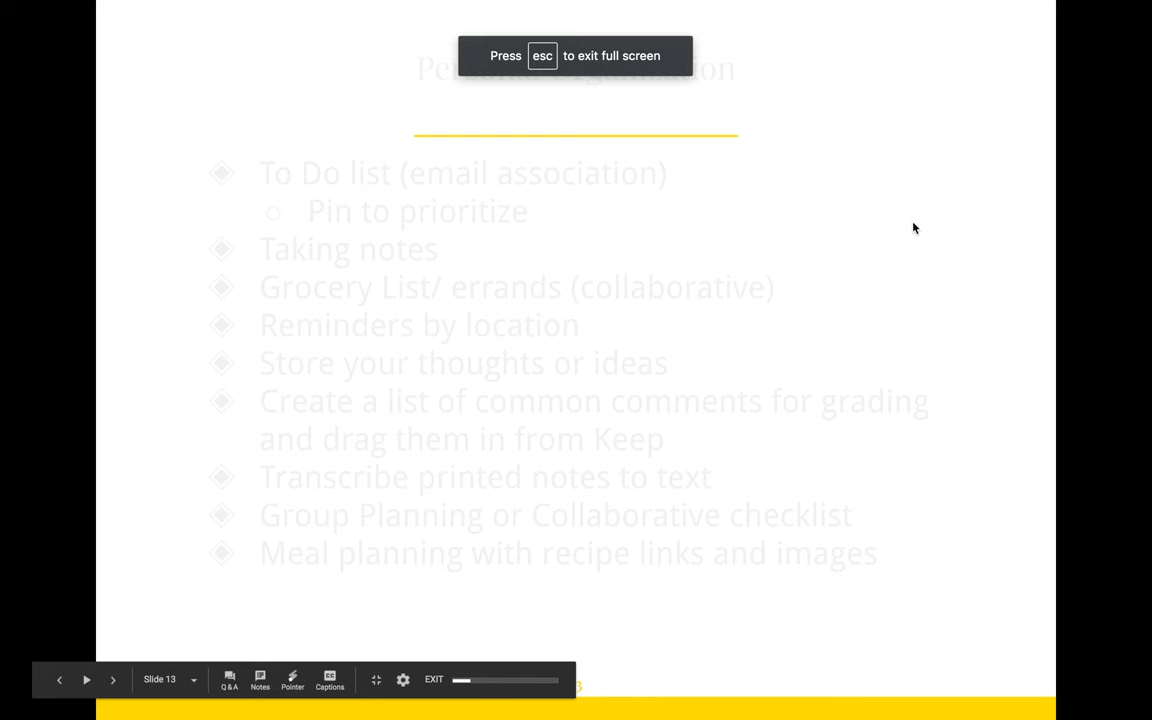 Press esc to exit full screen
To Do list (email association)
Pin to prioritize
Taking notes
Grocery List/ errands (collaborative)
Reminders by location
Store your thoughts or ideas
Create a list of common comments for grading
and drag them in from Keep
Transcribe printed notes to text
Group Planning or Collaborative checklist
Meal planning with recipe links and images
Slide 13
Q & A
Notes
Pointer
CC
Captions
EXIT
3